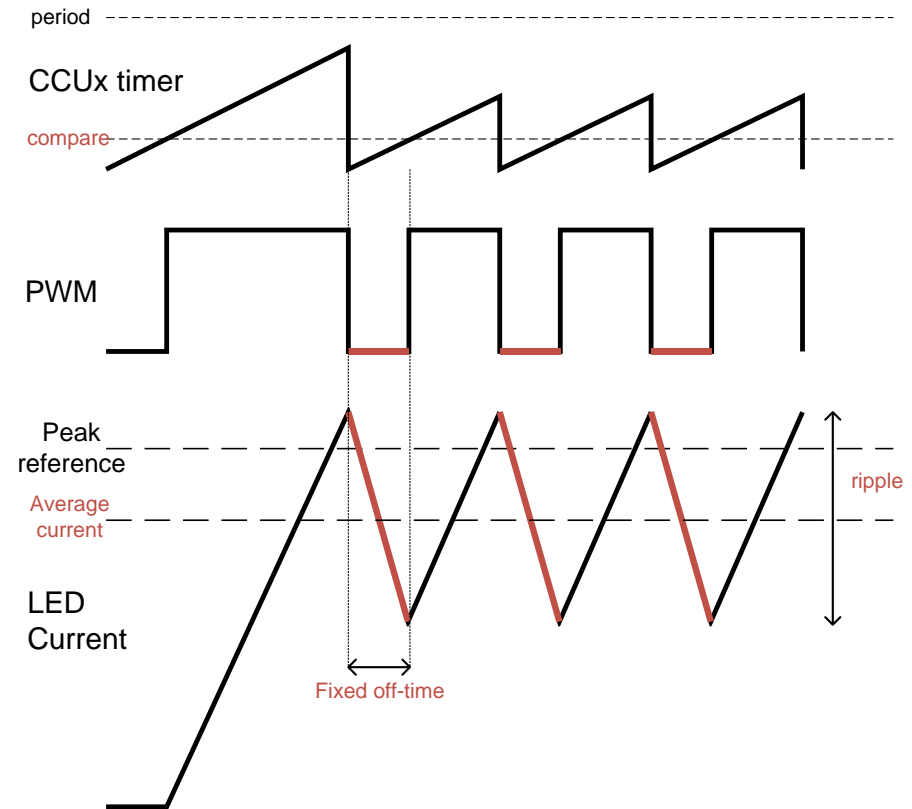 period
CCUx timer
compare
PWM
Peak
reference
Average
current
ripple
LED
Current
Fixed off-time